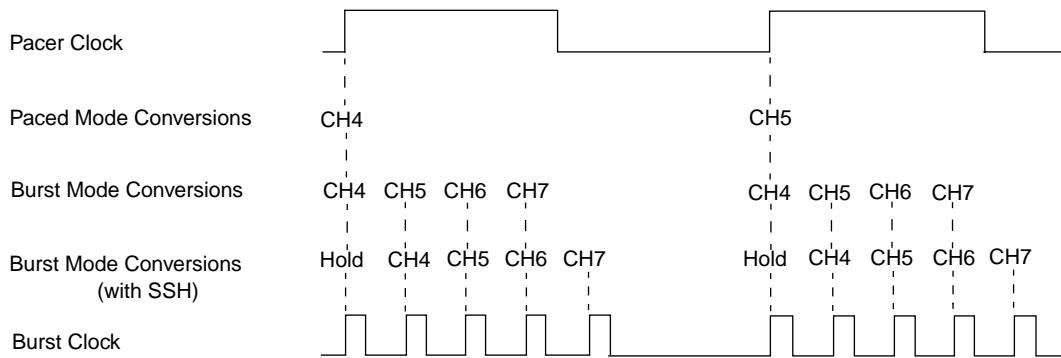 Pacer Clock
Paced Mode Conversions CH4 CH5
Burst Mode Conversions CH4 CH5 CH6 CH7 CH4 CH5 CH6 CH7
Burst Mode Conversions Hold CH4 CH5 CH6 CH7 Hold CH4 CH5 CH6 CH7
(with SSH)
Burst Clock